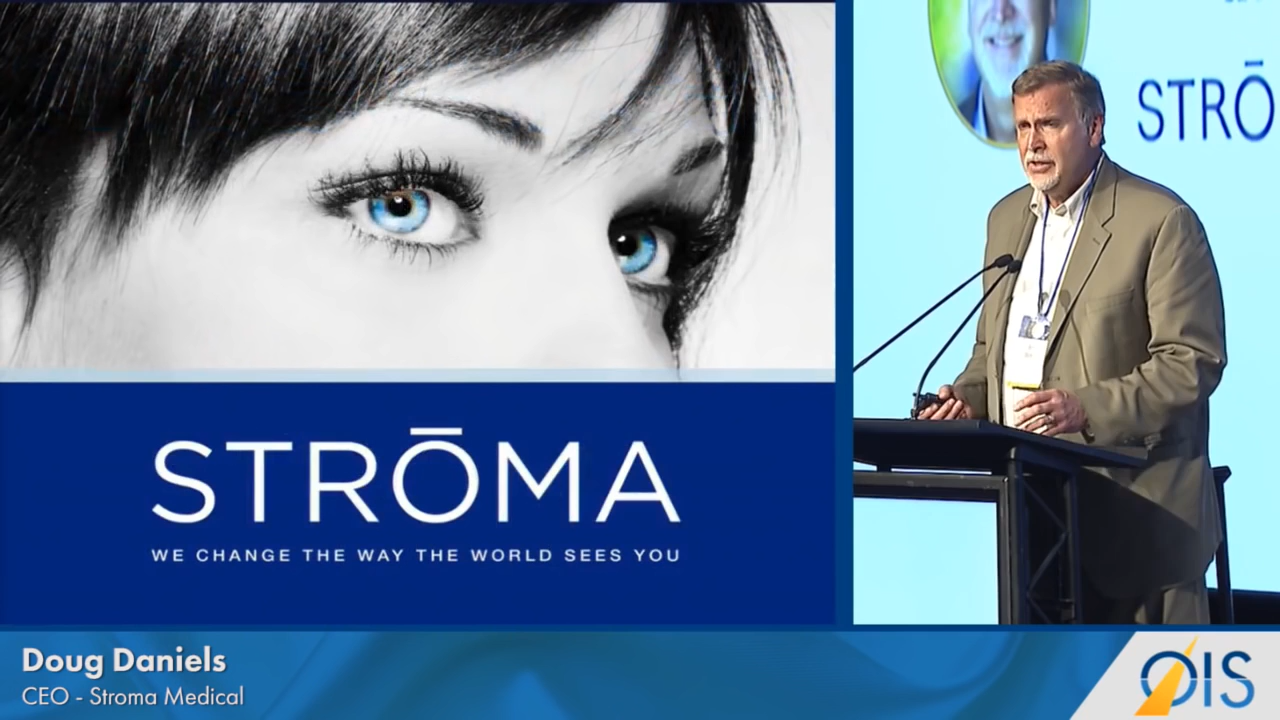 STRŌMA
WE CHANGE THE WAY THE WORLD SEES YOU
STRŌ
Doug Daniels
CEO - Stroma Medical
OIS